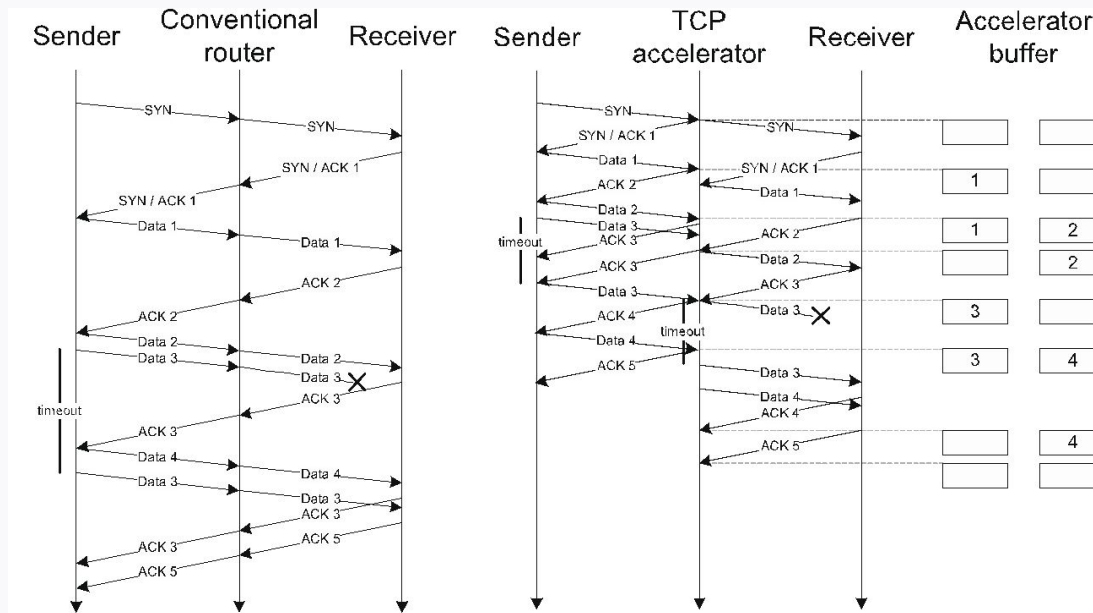 Sender
Conventional
router
Receiver
SYN
SYN
SYN / ACK 1
SYN / ACK 1
Data 1
Data 1
ACK 2
ACK 2
Data 2
Data 2
Data 3
Data 3
timeout
ACK 3
ACK 3
Data 4
Data 4
Data 3
Data 3
ACK 3
ACK 3
ACK 5
ACK 5
Sender
TCP
accelerator
Receiver
Accelerator
buffer
SYN
SYN
SYN / ACK 1
Data 1
SYN / ACK 1
ACK 2
Data 1
1
Data 2
Data 3
ACK 3
timeout
ACK 2
1 2
ACK 3
Data 2
2
Data 3
ACK 3
ACK 4
Data 3
3
timeout
Data 4
ACK 5
3 4
Data 3
Data 4
ACK 4
ACK 5
4